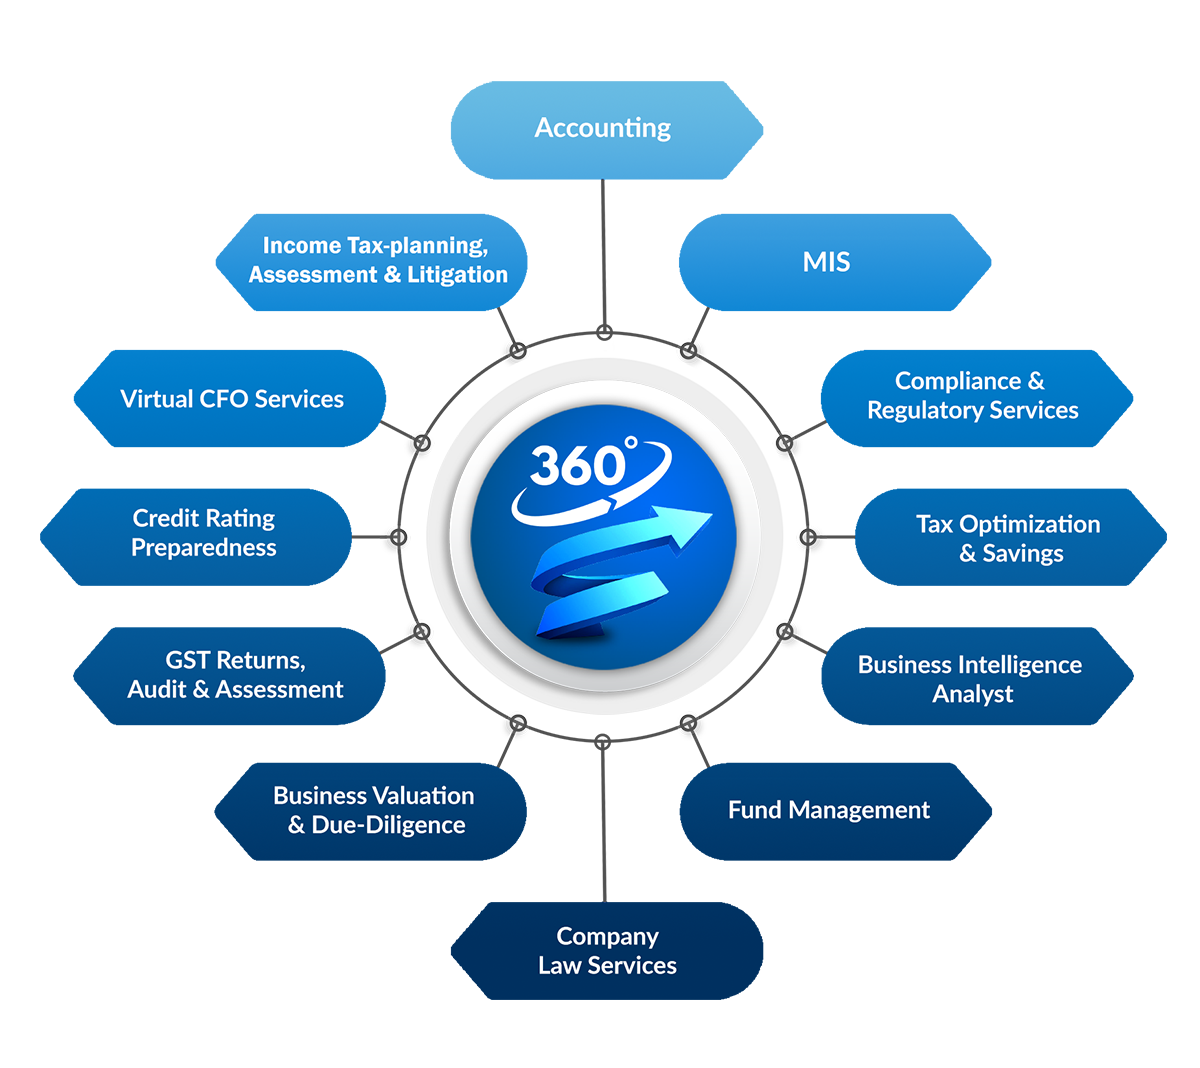 Accounting
Income Tax-planning,
Assessment & Litigation
MIS
Virtual CFO Services
Compliance &
Regulatory Services
360°
Credit Rating
Preparedness
Tax Optimization
& Savings
GST Returns,
Audit & Assessment
Business Intelligence
Analyst
Business Valuation
& Due-Diligence
Fund Management
Company
Law Services